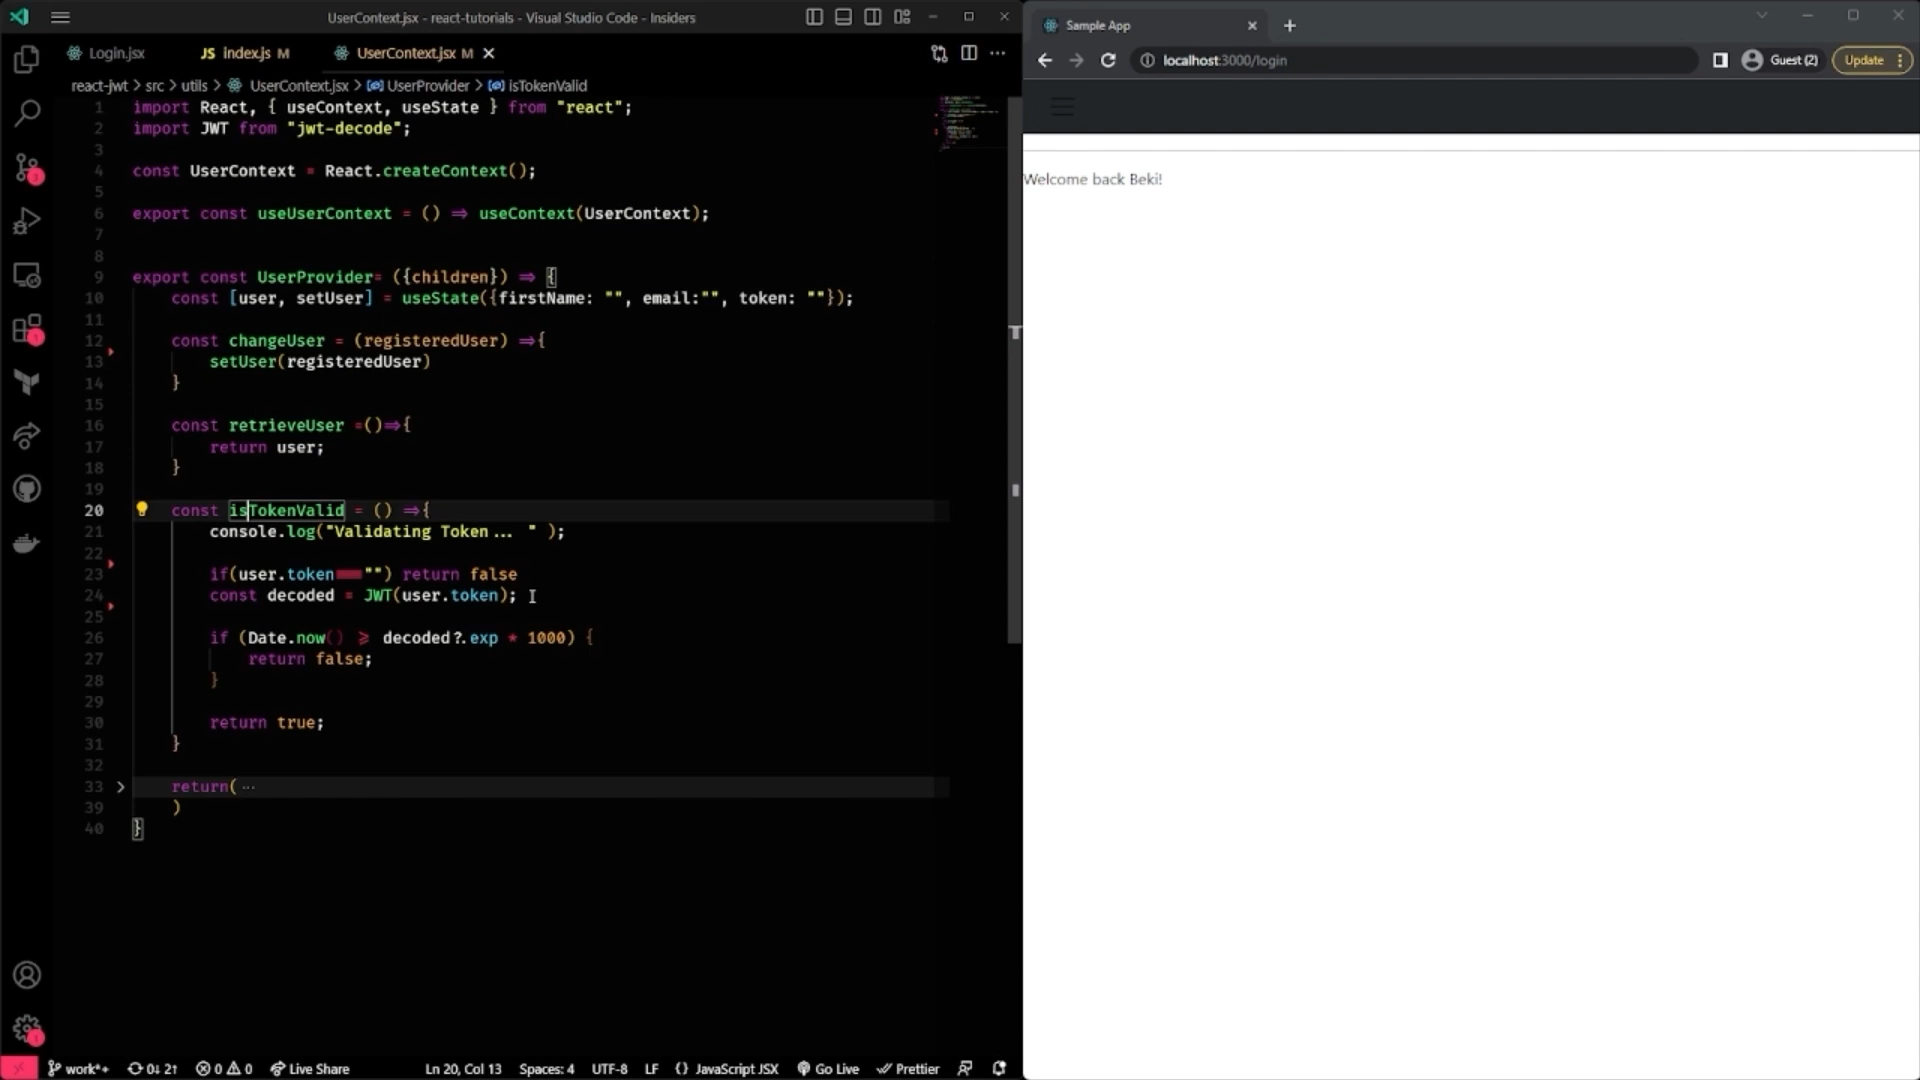 UserContext.jsx - react-tutorials - Visual Studio Code - Insiders
Login.jsx
JS index.js M
UserContext.jsx M
react-jwt > src > utils > UserContext.jsx > UserProvider > isTokenValid
1 import React, { useContext, useState } from "react";
2 import JWT from "jwt-decode";
3
4 const UserContext = React.createContext();
5
6 export const useUserContext = () => useContext(UserContext);
7
8
9 export const UserProvider= ({children}) => {
10 const [user, setUser] = useState({firstName: "", email:"", token: ""});
11
12 const changeUser = (registeredUser) =>{
13 setUser(registeredUser)
14 }
15
16 const retrieveUser =()=>{
17 return user;
18 }
19
20 const isTokenValid = () =>{
21 console.log("Validating Token... " );
22
23 if(user.token==="") return false
24 const decoded = JWT(user.token);
25
26 if (Date.now() >= decoded?.exp * 1000) {
27 return false;
28 }
29
30 return true;
31 }
32
33 return( ...
39 )
40 }
work*+ 0↓ 2↑ 0 0 Live Share Ln 20, Col 13 Spaces: 4 UTF-8 LF {} JavaScript JSX Go Live Prettier
Sample App
localhost:3000/login
Guest (2)
Update
Welcome back Beki!